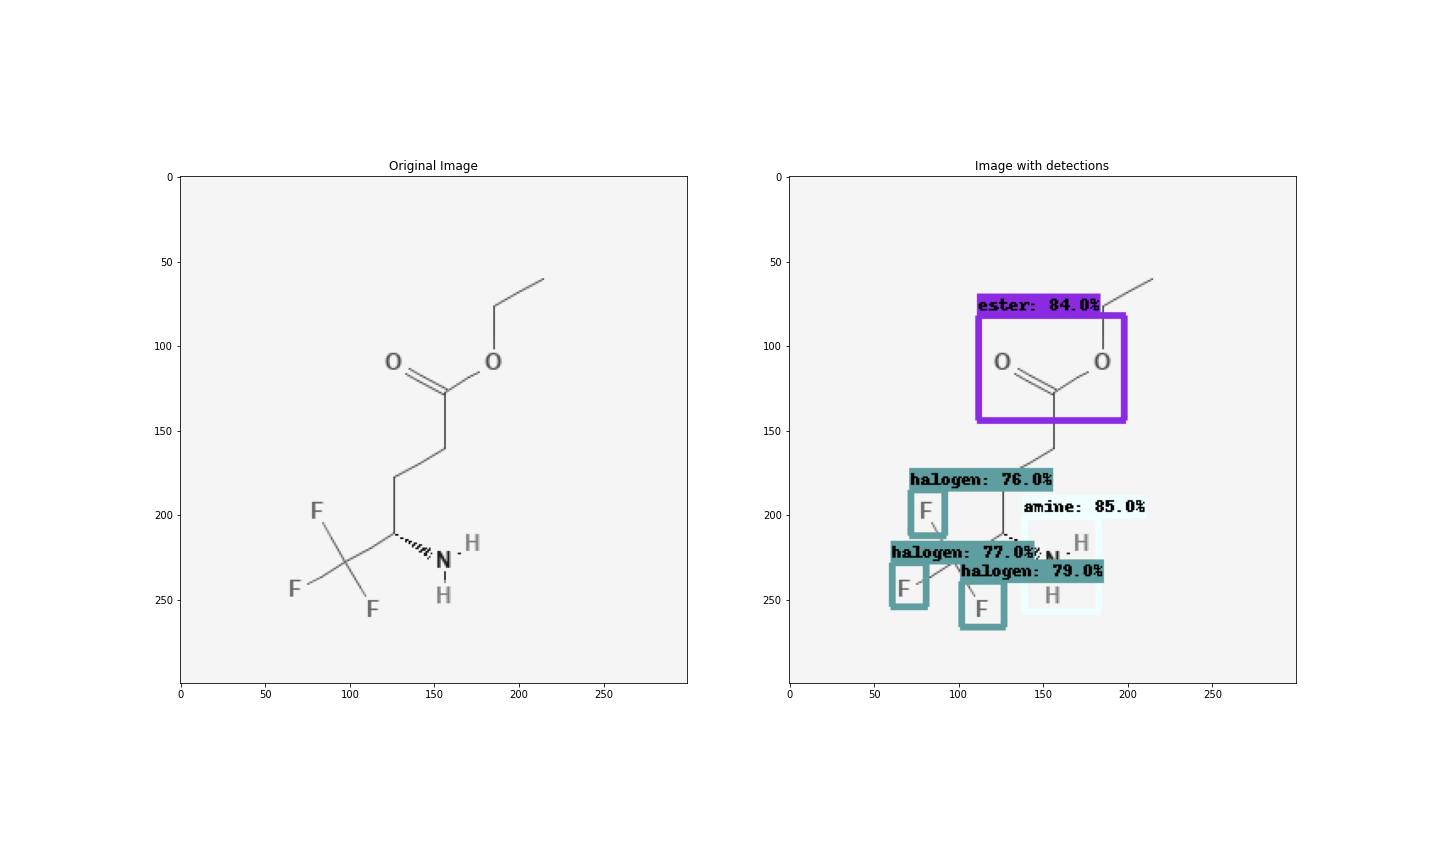 Original Image
0
50
100
150
200
250
O O
F
H
N
F
H
F
0 50 100 150 200 250
Image with detections
0
50
100
150
200
250
ester: 84.0%
O O
halogen: 76.0%
amine: 85.0%
F
H
halogen: 77.0%
N
halogen: 79.0%
F
H
F
0 50 100 150 200 250